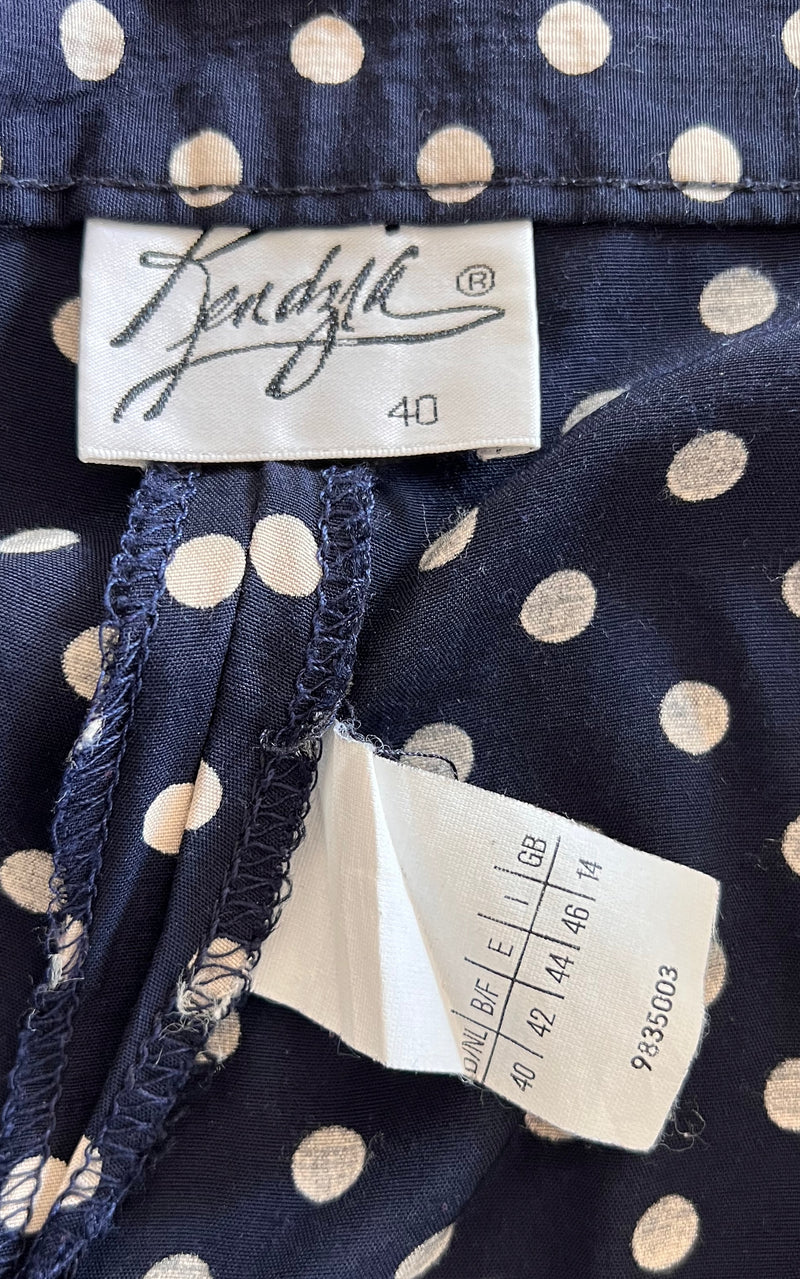 Kendzia ®
40
D/NL | B/F | E | I | GB
40 | 42 | 44 | 46 | 14
9835003